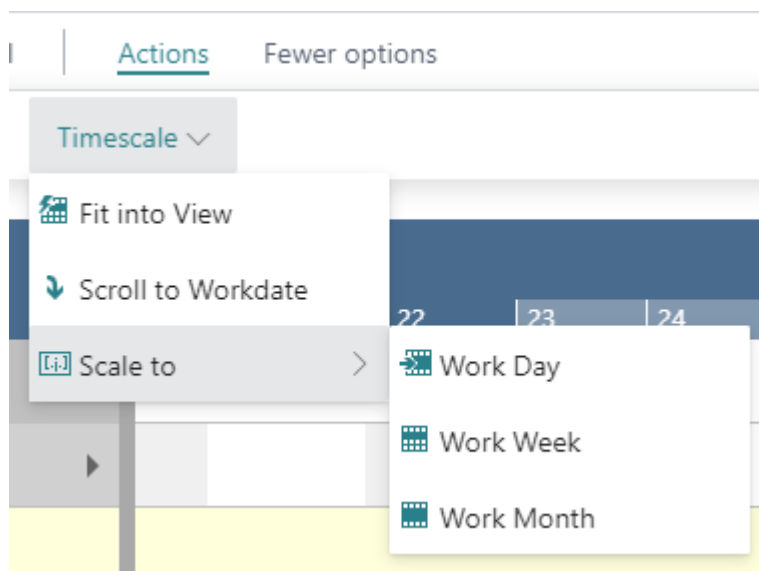 Actions Fewer options
Timescale
Fit into View
Scroll to Workdate
22 23 24
Scale to
Work Day
Work Week
Work Month